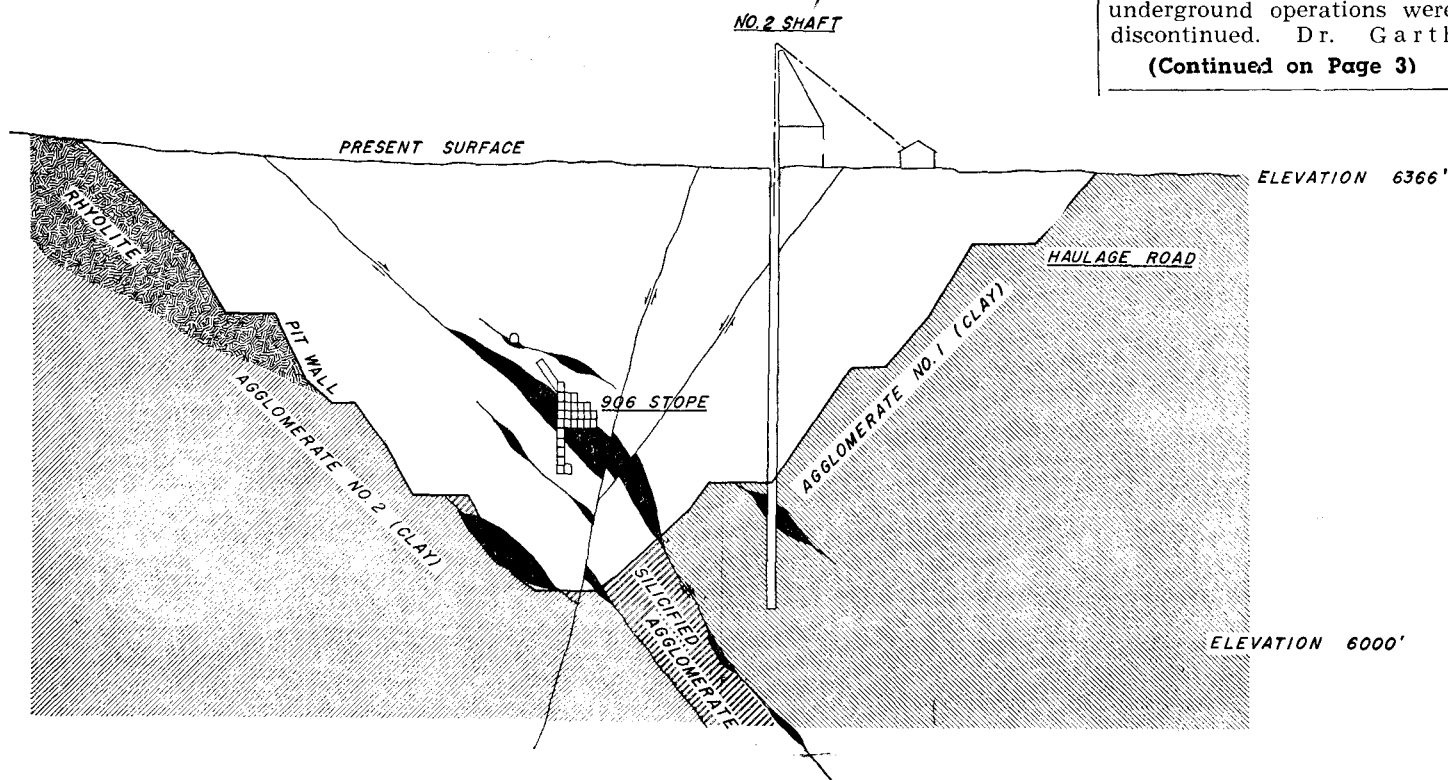 underground operations were
discontinued. Dr. Garth
(Continued on Page 3)
NO. 2 SHAFT
PRESENT SURFACE
ELEVATION 6366'
RHYOLITE
HAULAGE ROAD
PIT WALL
AGGLOMERATE NO. 1 (CLAY)
AGGLOMERATE NO. 2 (CLAY)
906 STOPE
SILICIFIED
AGGLOMERATE
ELEVATION 6000'